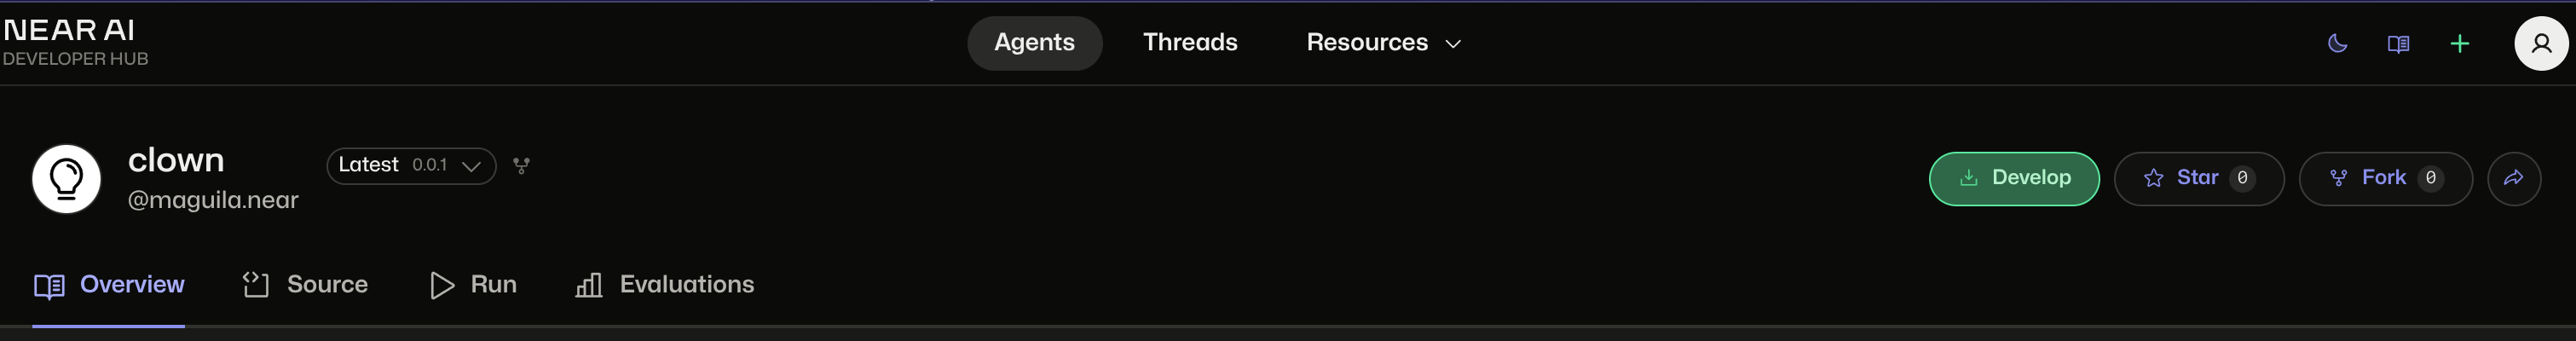 NEAR AI
DEVELOPER HUB
Agents
Threads
Resources
clown
@maguila.near
Latest 0.0.1
Develop
Star 0
Fork 0
Overview
Source
Run
Evaluations